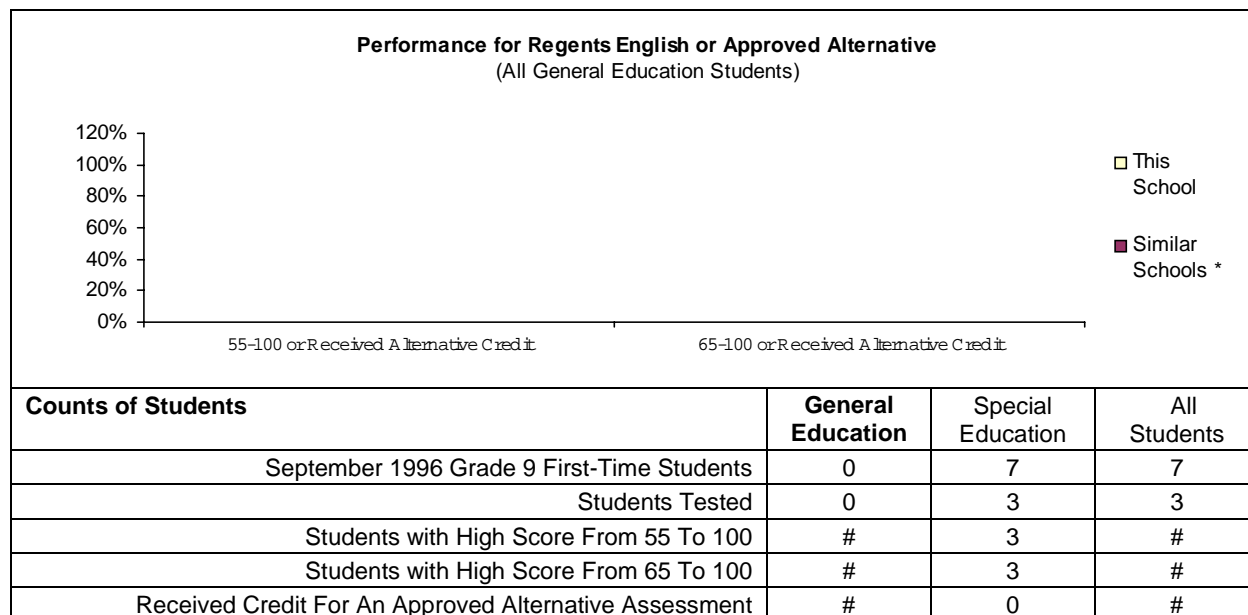 Performance for Regents English or Approved Alternative
(All General Education Students)
120%
100%
80%
60%
40%
20%
0%
55-100 or Received Alternative Credit
65-100 or Received Alternative Credit
This
School
Similar
Schools *
Counts of Students
General
Education
Special
Education
All
Students
September 1996 Grade 9 First-Time Students 0 7 7
Students Tested 0 3 3
Students with High Score From 55 To 100 # 3 #
Students with High Score From 65 To 100 # 3 #
Received Credit For An Approved Alternative Assessment # 0 #